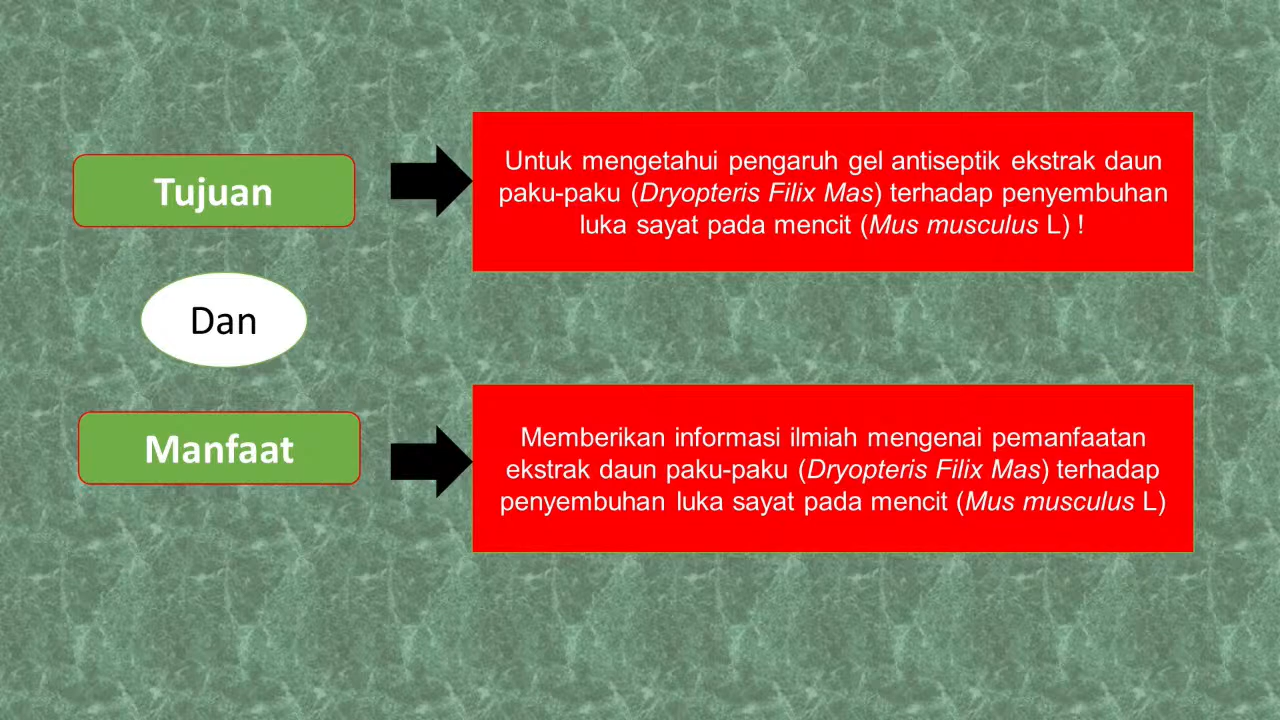 Tujuan
Untuk mengetahui pengaruh gel antiseptik ekstrak daun
paku-paku (Dryopteris Filix Mas) terhadap penyembuhan
luka sayat pada mencit (Mus musculus L) !
Dan
Manfaat
Memberikan informasi ilmiah mengenai pemanfaatan
ekstrak daun paku-paku (Dryopteris Filix Mas) terhadap
penyembuhan luka sayat pada mencit (Mus musculus L)